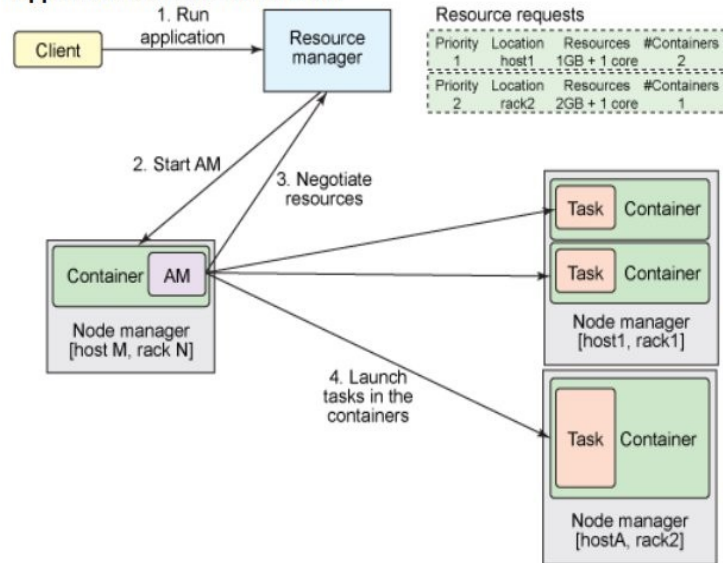 1. Run
application
Client
Resource
manager
Resource requests
Priority Location Resources #Containers
1 host1 1GB + 1 core 2
Priority Location Resources #Containers
2 rack2 2GB + 1 core 1
2. Start AM
3. Negotiate
resources
Container AM
Node manager
[host M, rack N]
Task Container
Task Container
Node manager
[host1, rack1]
4. Launch
tasks in the
containers
Task Container
Node manager
[hostA, rack2]